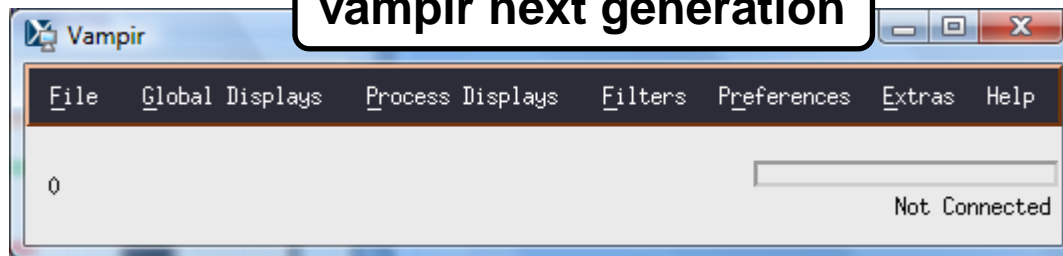 Vampir next generation
Vampir
File Global Displays Process Displays Filters Preferences Extras Help
0
Not Connected